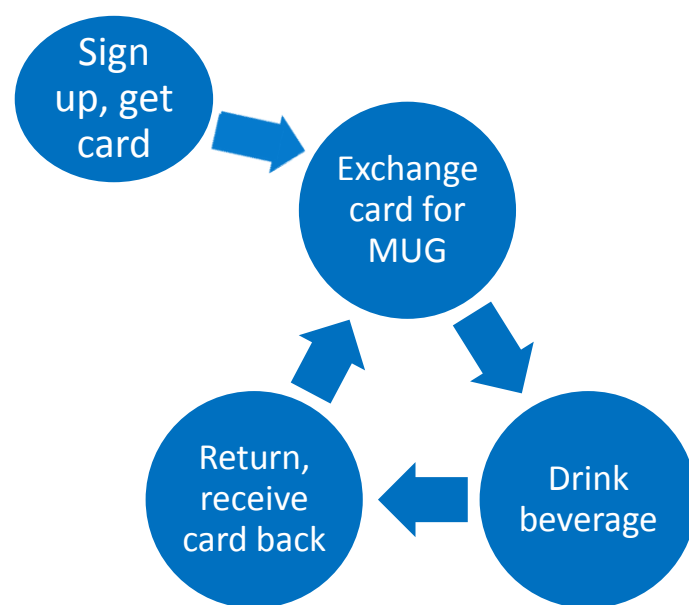 Sign
up, get
card
Exchange
card for
MUG
Drink
beverage
Return,
receive
card back